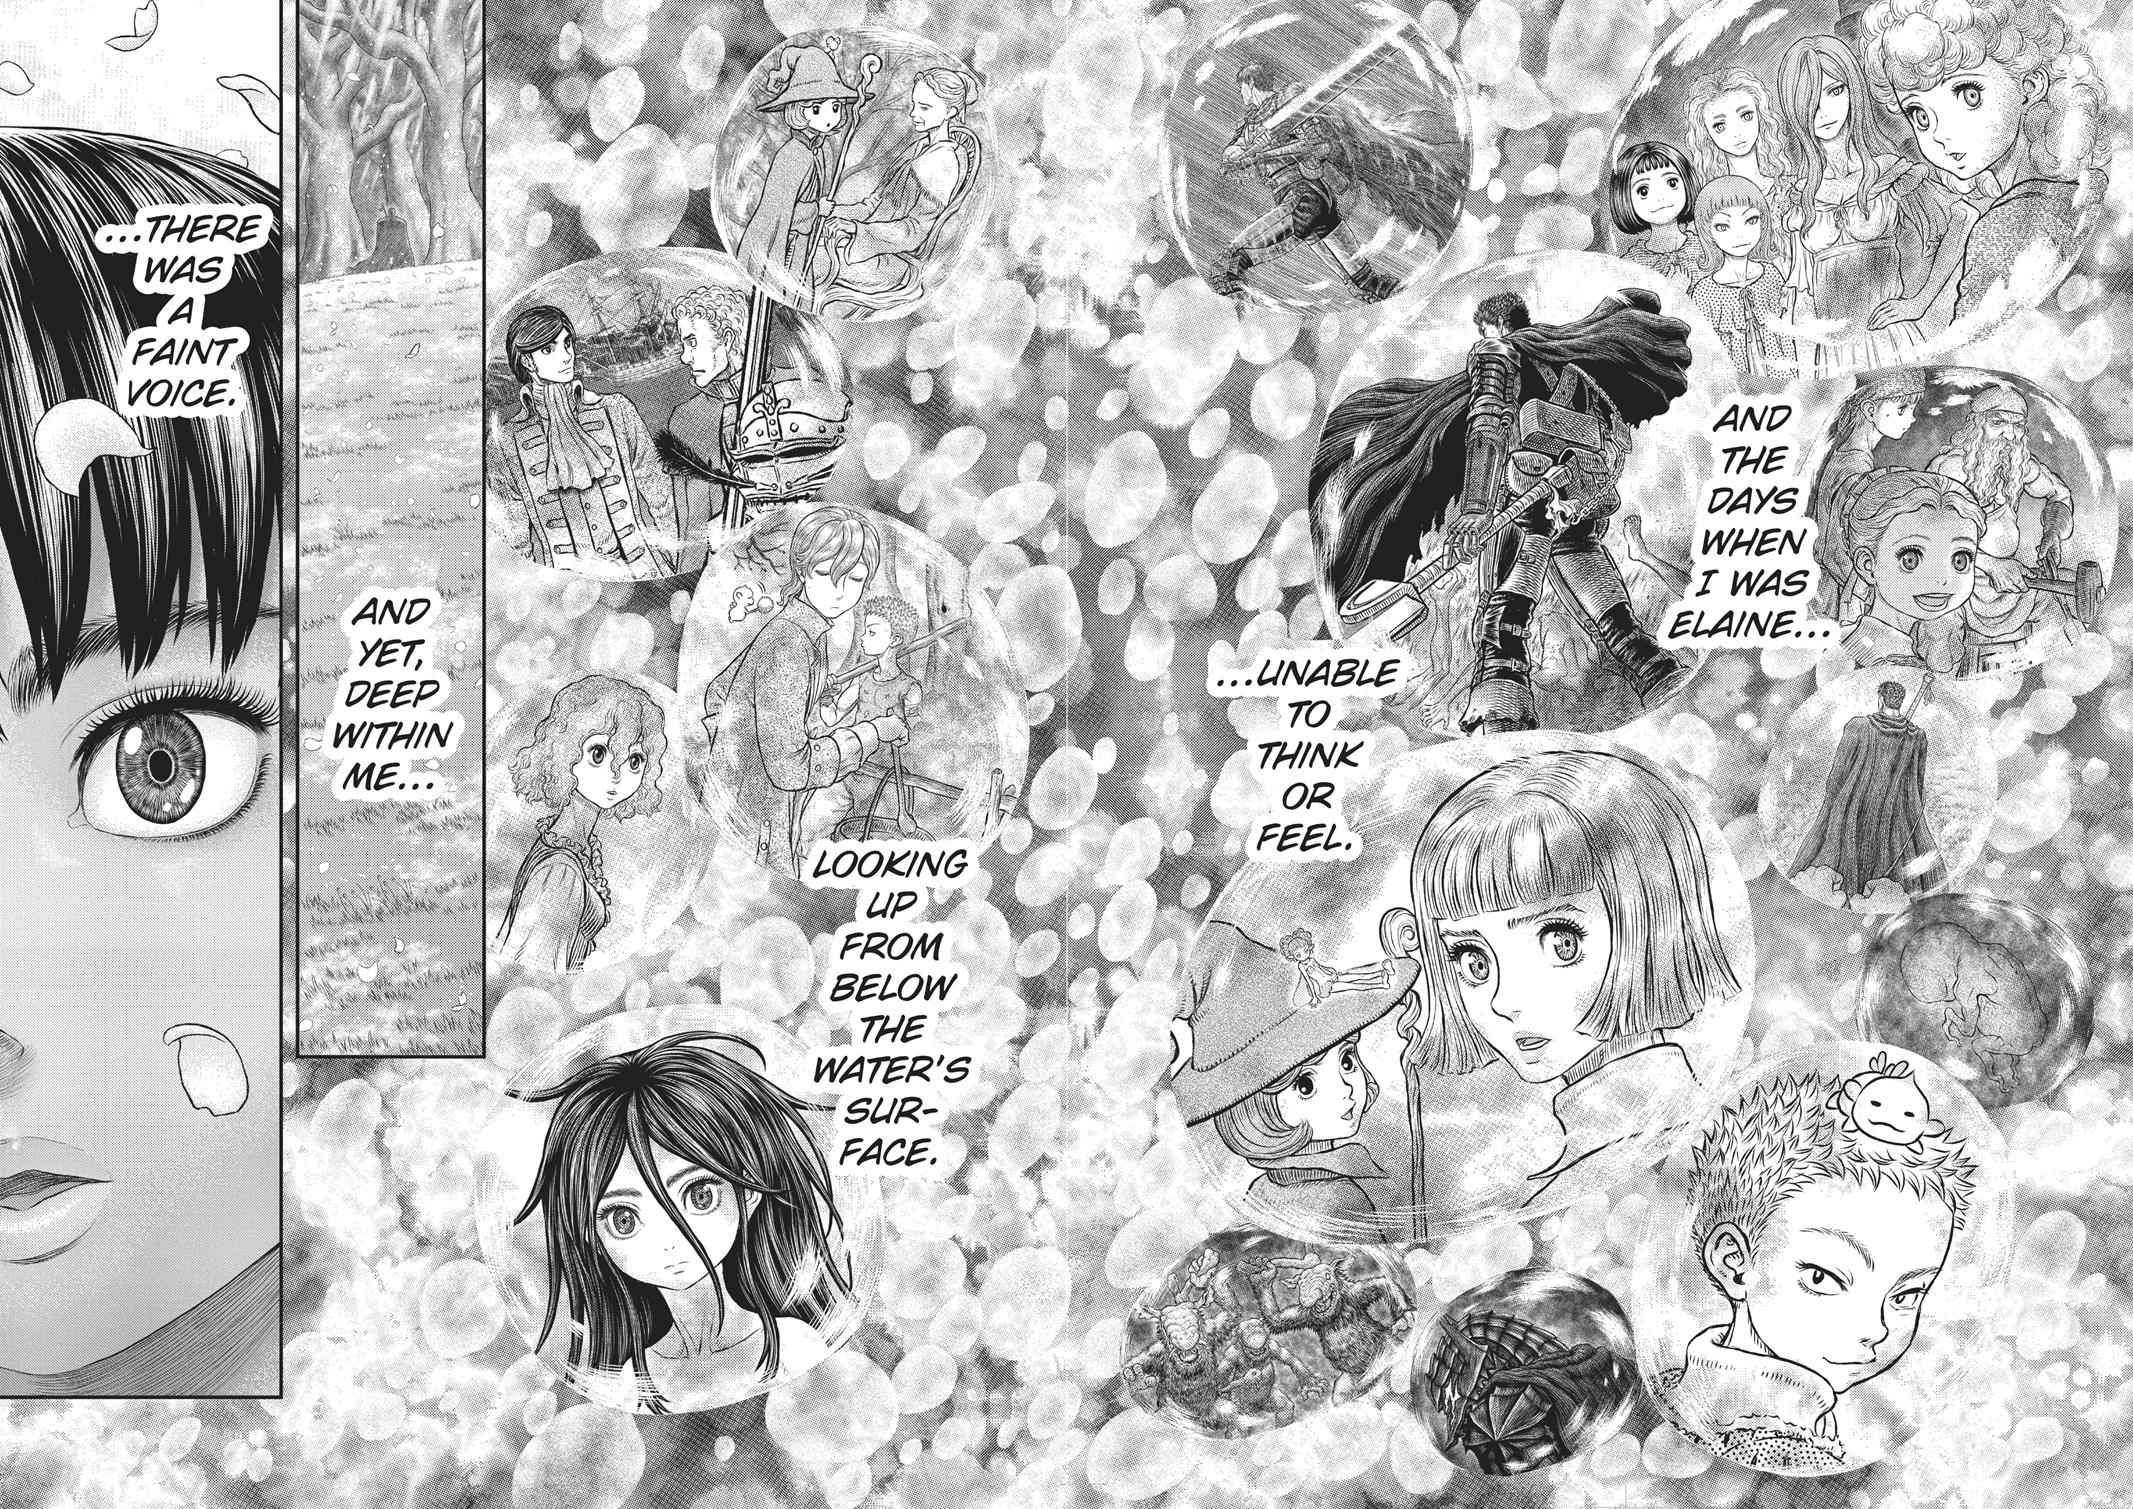 AND
THE
DAYS
WHEN
I WAS
ELAINE...
...UNABLE
TO
THINK
OR
FEEL.
LOOKING
UP
FROM
BELOW
THE
WATER'S
SUR-
FACE.
AND
YET,
DEEP
WITHIN
ME...
...THERE
WAS
A
FAINT
VOICE.